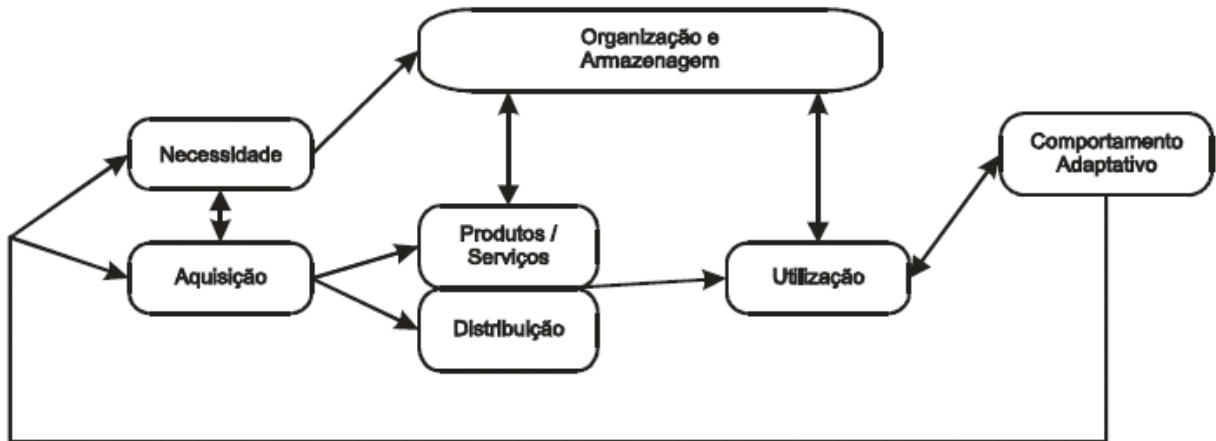 Organização e
Armazenagem
Necessidade
Comportamento
Adaptativo
Produtos /
Serviços
Aquisição
Utilização
Distribuição